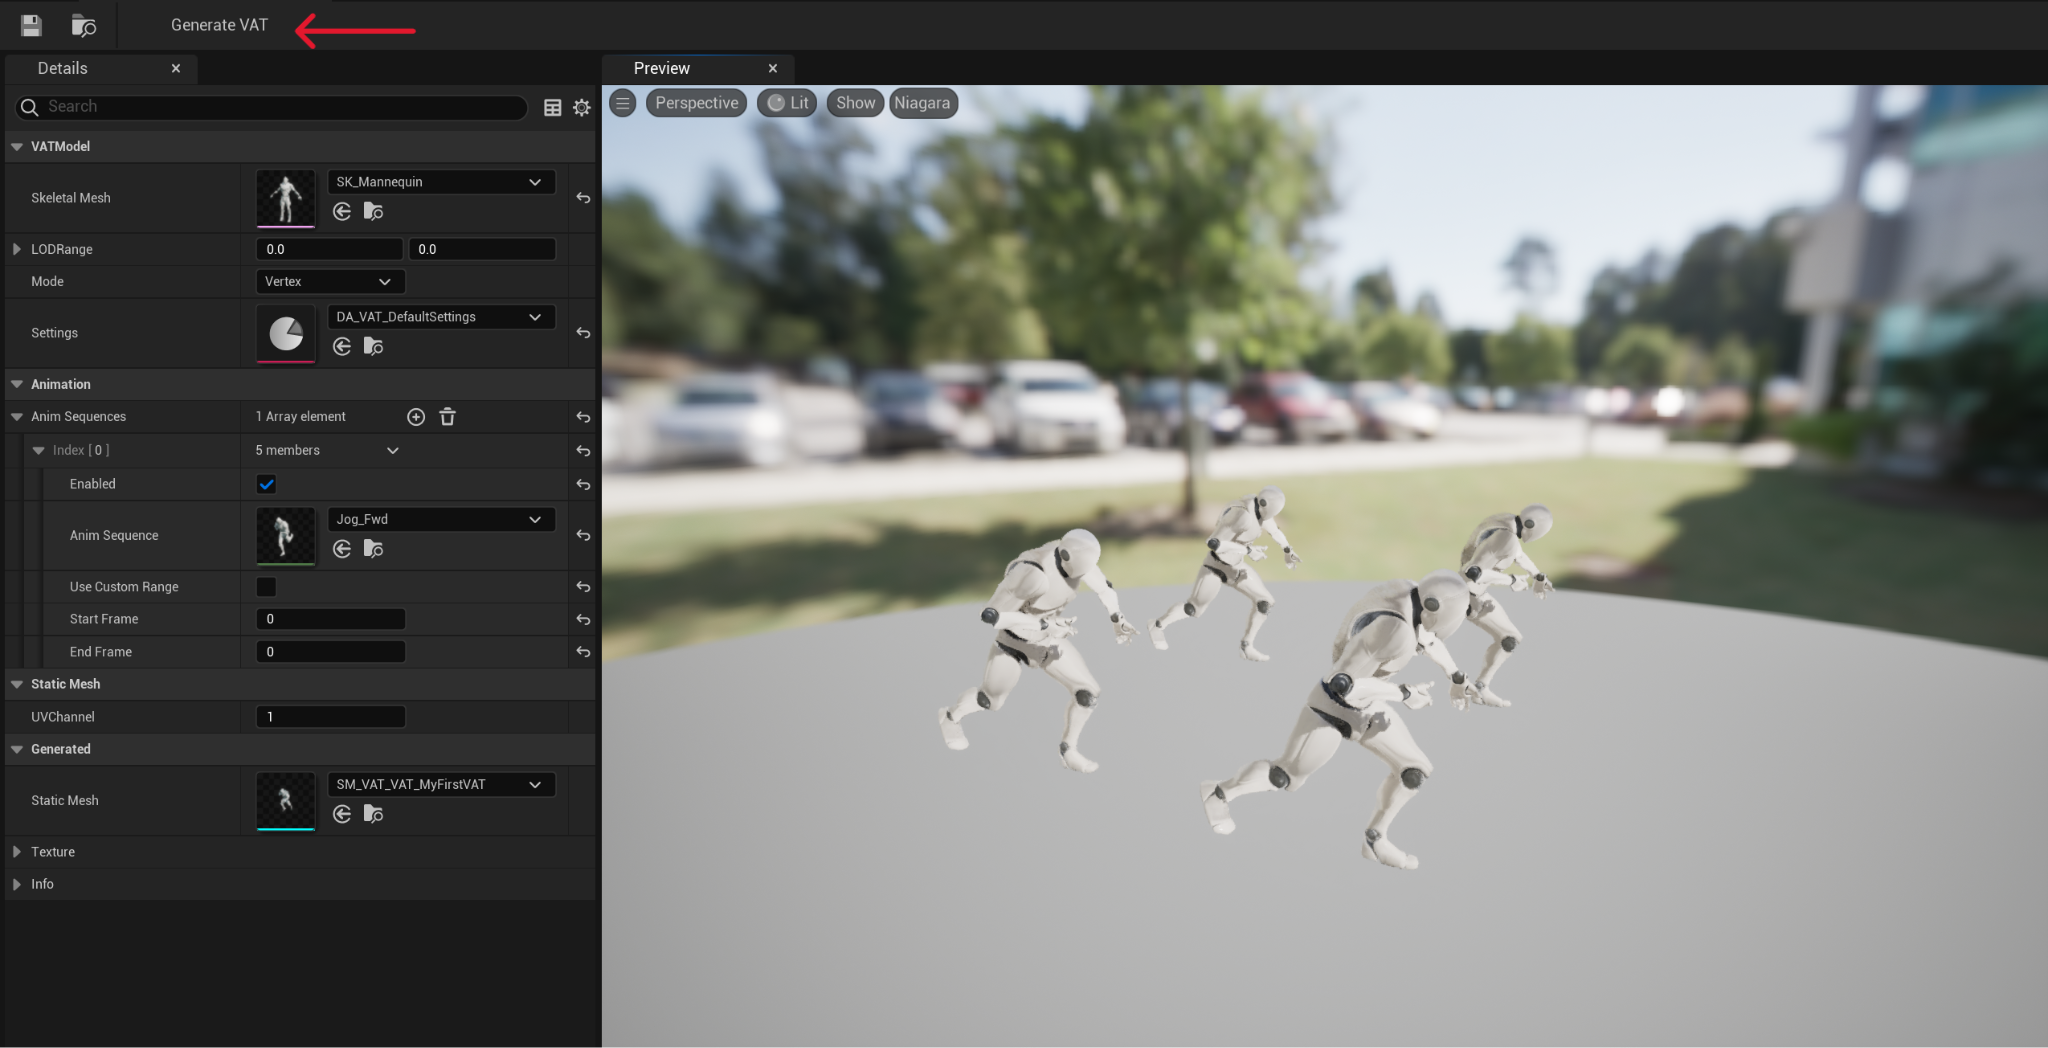 Generate VAT
Details
Preview
Search
Perspective
Lit
Show
Niagara
VATModel
Skeletal Mesh
SK_Mannequin
LODRange
0.0
0.0
Mode
Vertex
Settings
DA_VAT_DefaultSettings
Animation
Anim Sequences
1 Array element
Index [ 0 ]
5 members
Enabled
Anim Sequence
Jog_Fwd
Use Custom Range
Start Frame
0
End Frame
0
Static Mesh
UVChannel
1
Generated
Static Mesh
SM_VAT_VAT_MyFirstVAT
Texture
Info